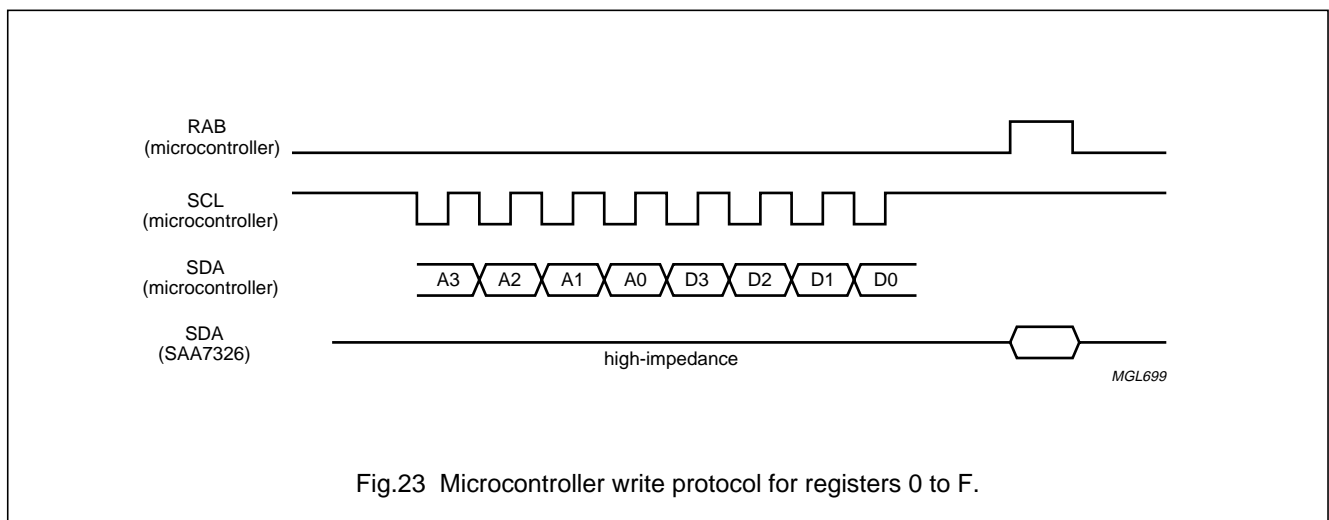 RAB
(microcontroller)
SCL
(microcontroller)
SDA
(microcontroller)
A3 A2 A1 A0 D3 D2 D1 D0
SDA
(SAA7326)
high-impedance
MGL699
Fig.23 Microcontroller write protocol for registers 0 to F.